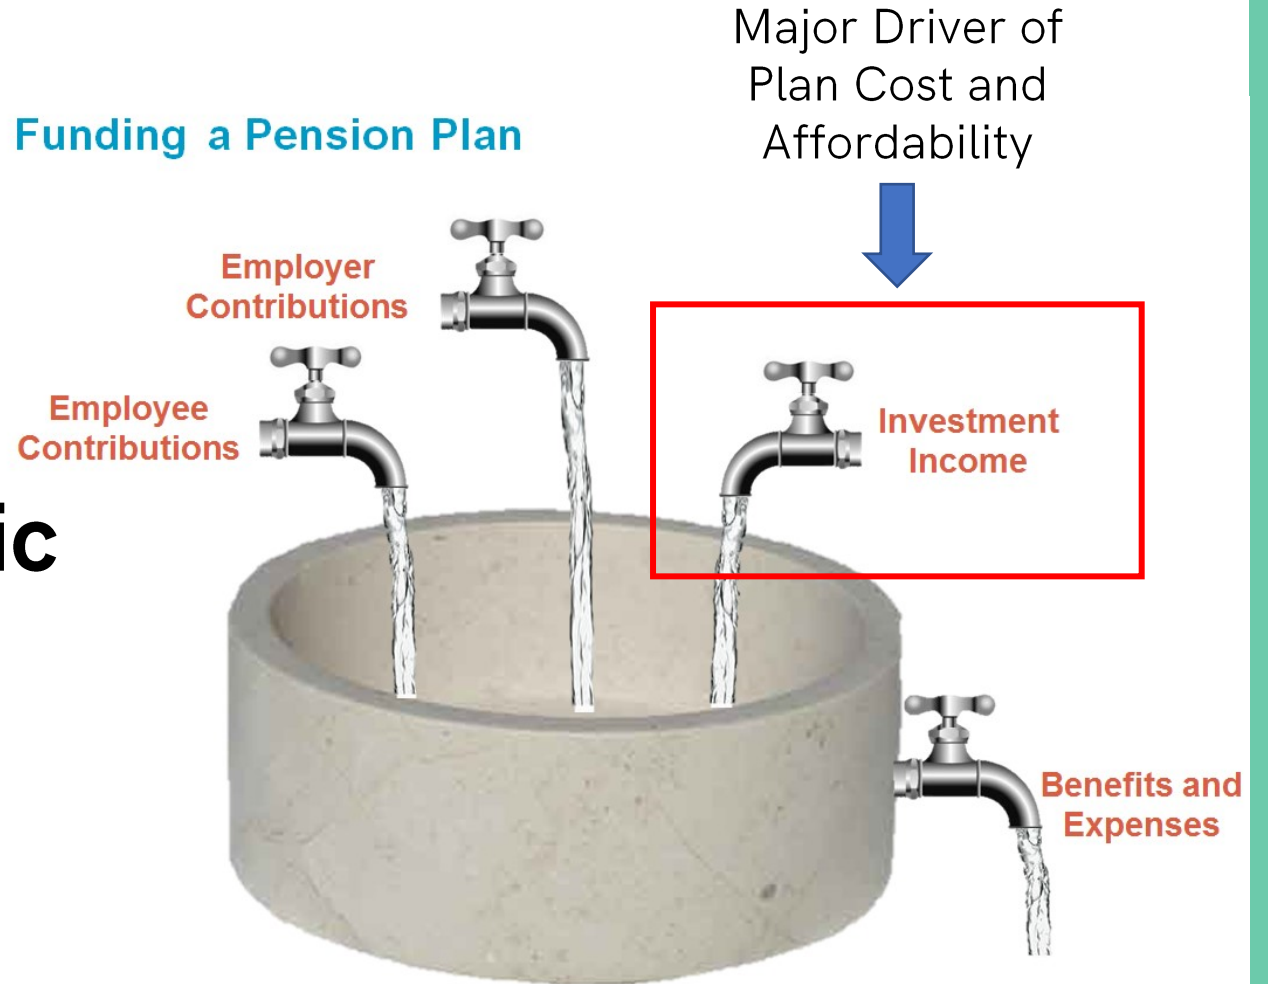 Major Driver of
Plan Cost and
Affordability
Funding a Pension Plan
Employer
Contributions
Employee
Contributions
Investment
Income
ic
Benefits and
Expenses